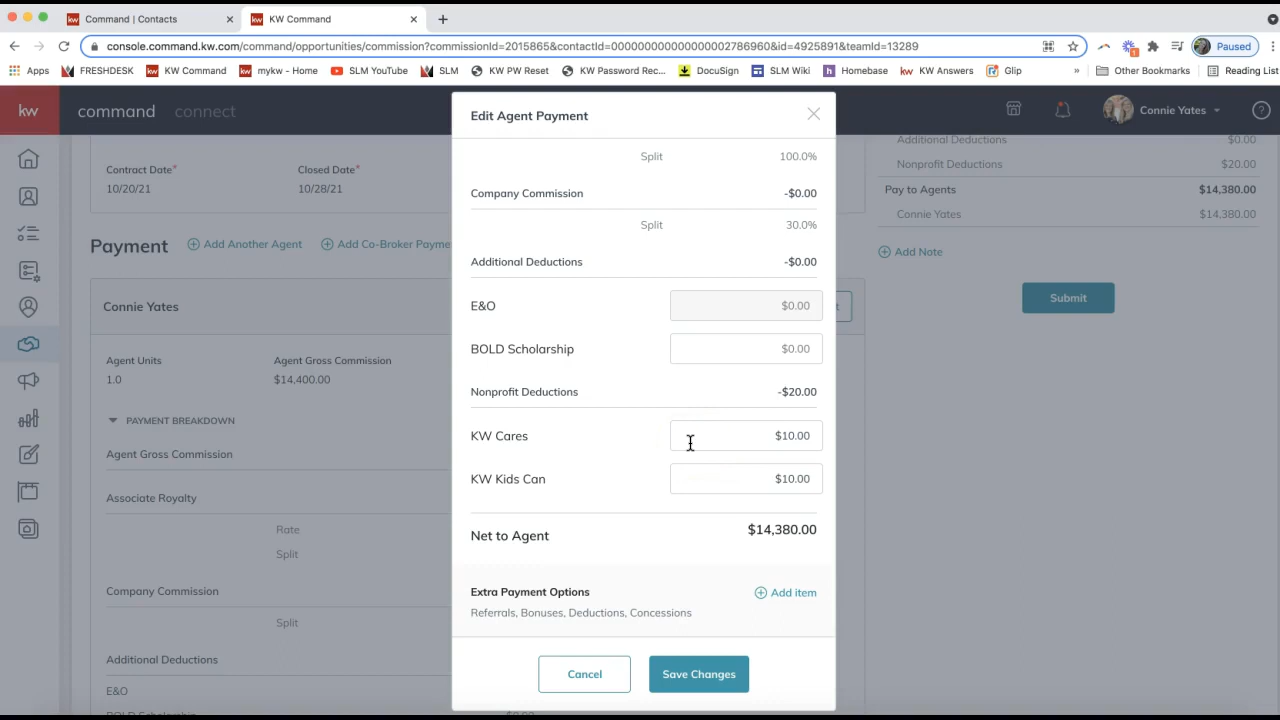 kw Command | Contacts
kw KW Command
console.command.kw.com/command/opportunities/commission?commissionId=2015865&contactId=00000000000000002786960&id=4925891&teamId=13289
Paused
Apps FRESHDESK KW Command mykw - Home SLM YouTube SLM KW PW Reset KW Password Rec... DocuSign SLM Wiki Homebase KW Answers Glip » Other Bookmarks Reading List
kw command connect Connie Yates
Edit Agent Payment
Additional Deductions $0.00
Split 100.0%
Contract Date* Closed Date*
Nonprofit Deductions $20.00
10/20/21 10/28/21
Pay to Agents $14,380.00
Company Commission -$0.00
Connie Yates $14,380.00
Split 30.0%
Payment Add Another Agent Add Co-Broker Payme
Add Note
Additional Deductions -$0.00
Submit
Connie Yates
E&O $0.00
BOLD Scholarship $0.00
Agent Units Agent Gross Commission
1.0 $14,400.00
Nonprofit Deductions -$20.00
PAYMENT BREAKDOWN
KW Cares $10.00
Agent Gross Commission
KW Kids Can $10.00
Associate Royalty
Rate
Net to Agent $14,380.00
Split
Company Commission
Extra Payment Options Add item
Referrals, Bonuses, Deductions, Concessions
Split
Additional Deductions
Cancel Save Changes
E&O